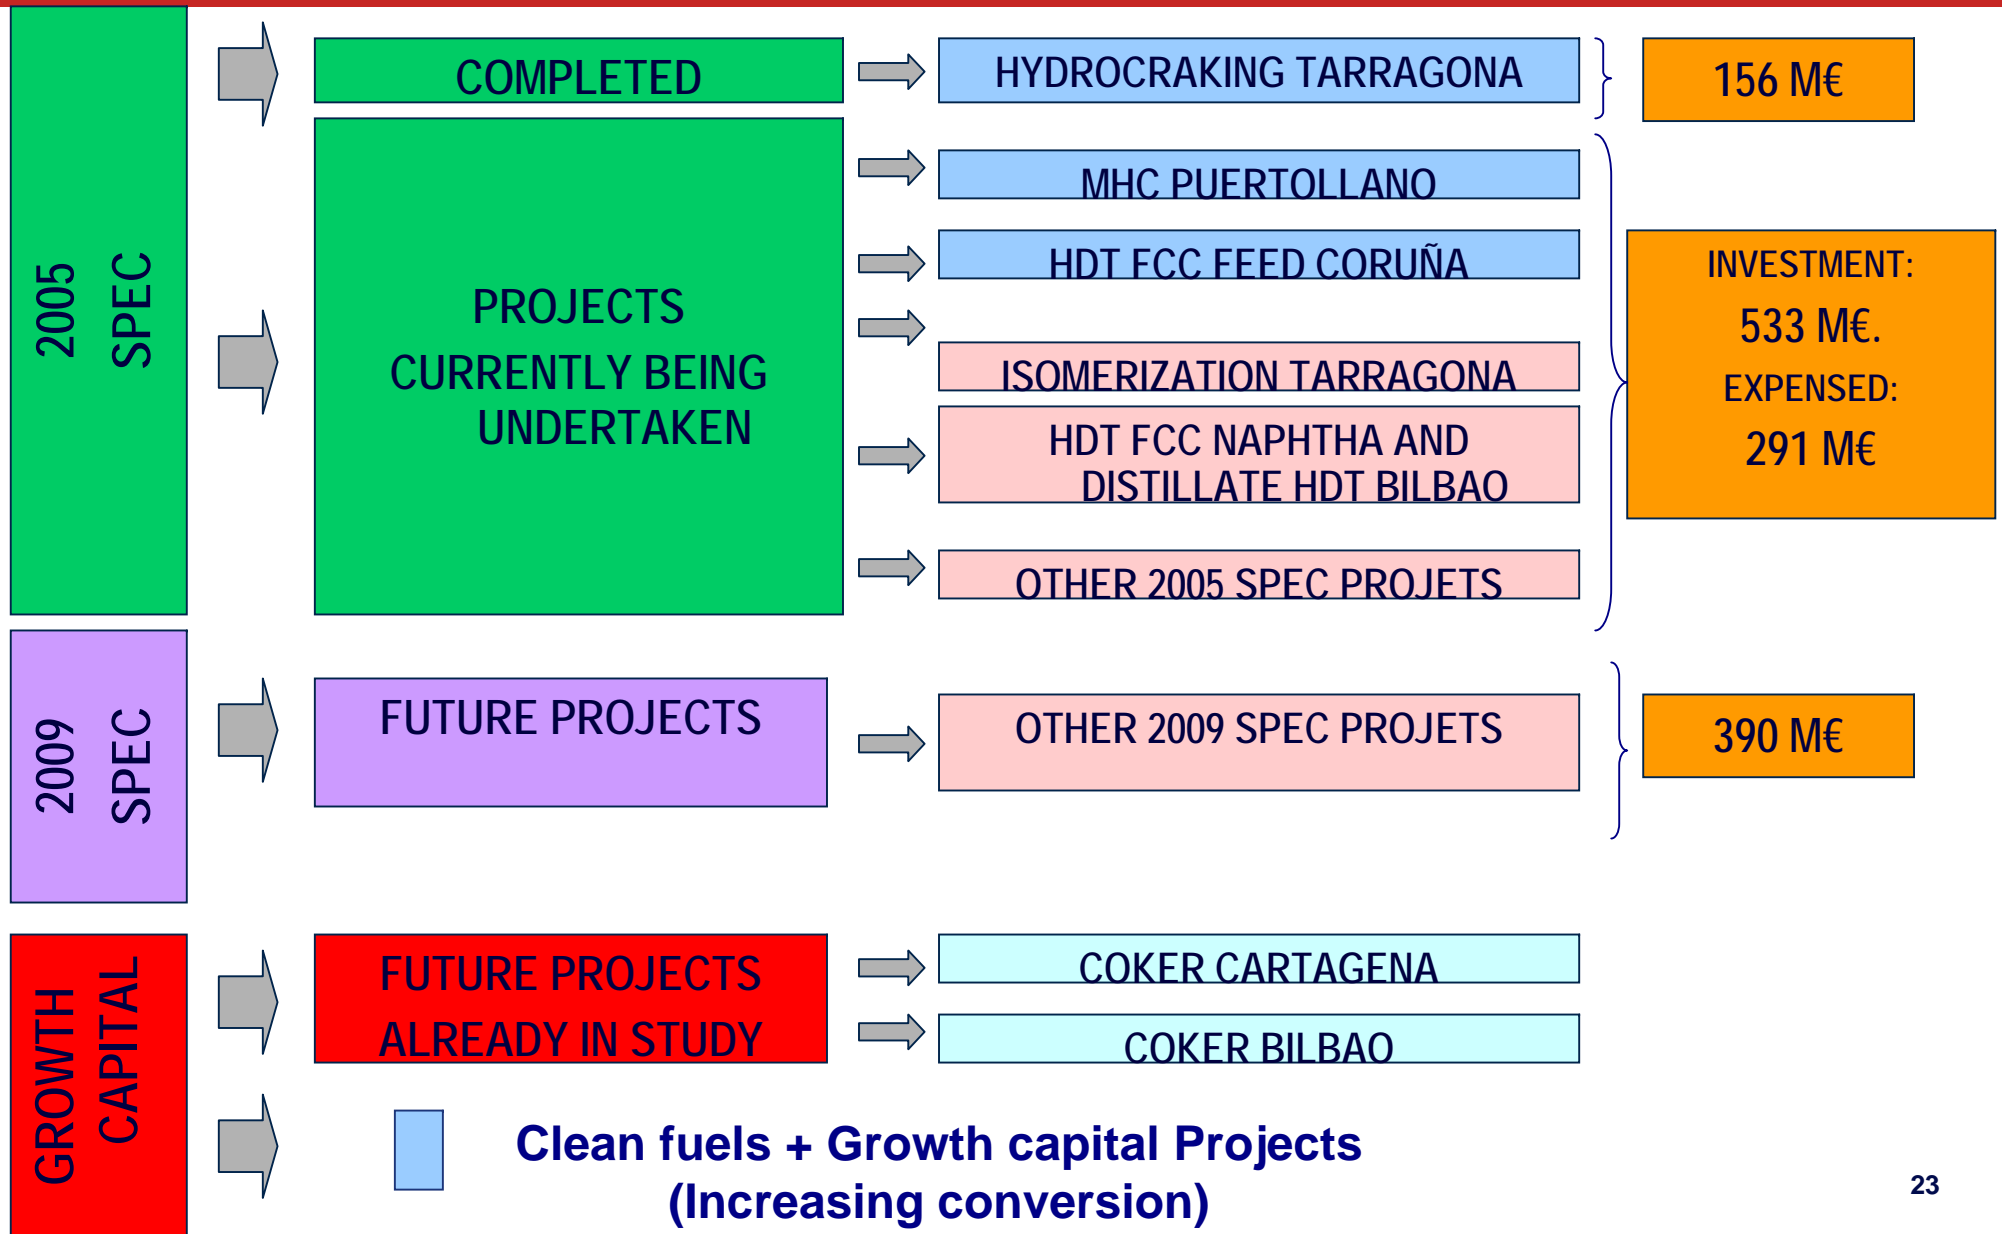 2005
SPEC
COMPLETED
HYDROCRAKING TARRAGONA
156 M€
PROJECTS
CURRENTLY BEING
UNDERTAKEN
MHC PUERTOLLANO
HDT FCC FEED CORUÑA
ISOMERIZATION TARRAGONA
HDT FCC NAPHTHA AND
DISTILLATE HDT BILBAO
OTHER 2005 SPEC PROJETS
INVESTMENT:
533 M€.
EXPENSED:
291 M€
2009
SPEC
FUTURE PROJECTS
OTHER 2009 SPEC PROJETS
390 M€
GROWTH
CAPITAL
FUTURE PROJECTS
ALREADY IN STUDY
COKER CARTAGENA
COKER BILBAO
Clean fuels + Growth capital Projects
(Increasing conversion)
23